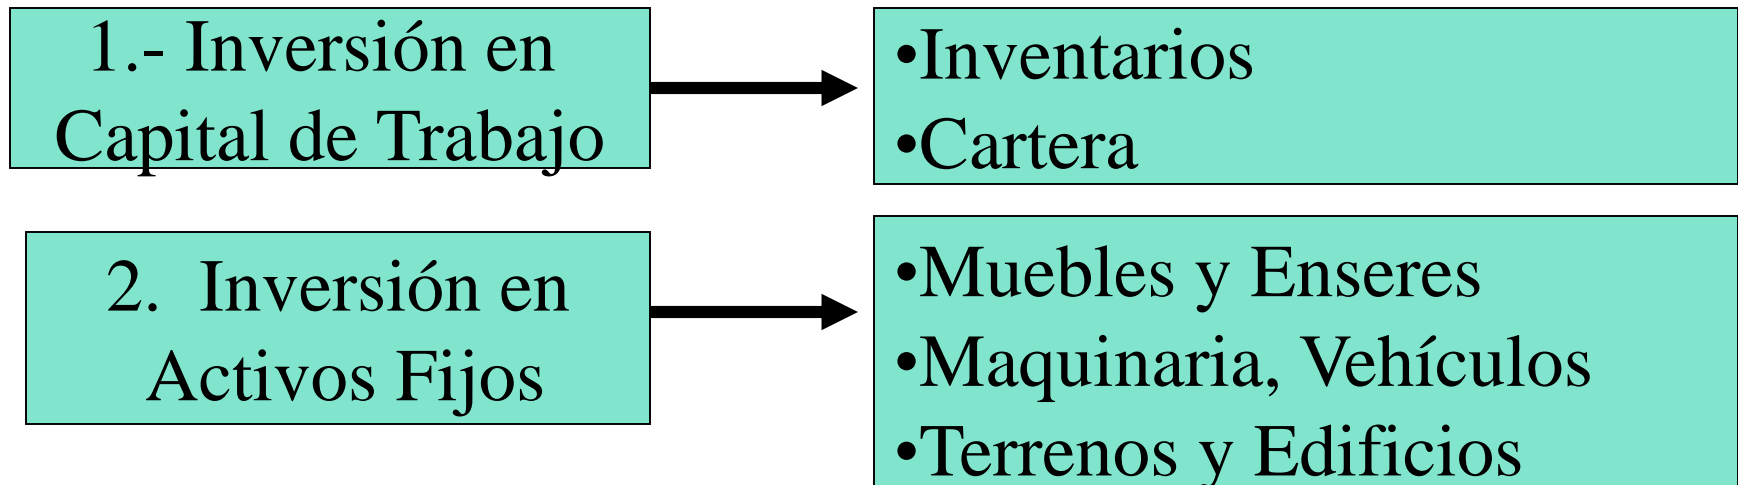 1.- Inversión en
Capital de Trabajo
•Inventarios
•Cartera
2. Inversión en
Activos Fijos
•Muebles y Enseres
•Maquinaria, Vehículos
•Terrenos y Edificios